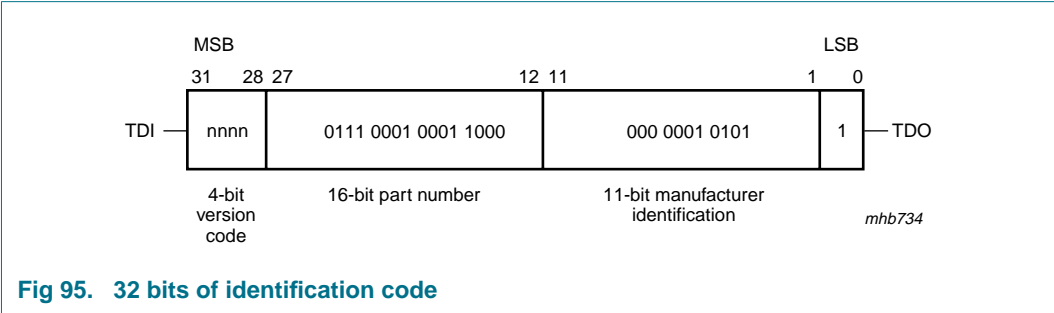 MSB LSB
31 28 27 12 11 1 0
TDI nnnn 0111 0001 0001 1000 000 0001 0101 1 TDO
4-bit 16-bit part number 11-bit manufacturer
version identification
code
mhb734
Fig 95. 32 bits of identification code